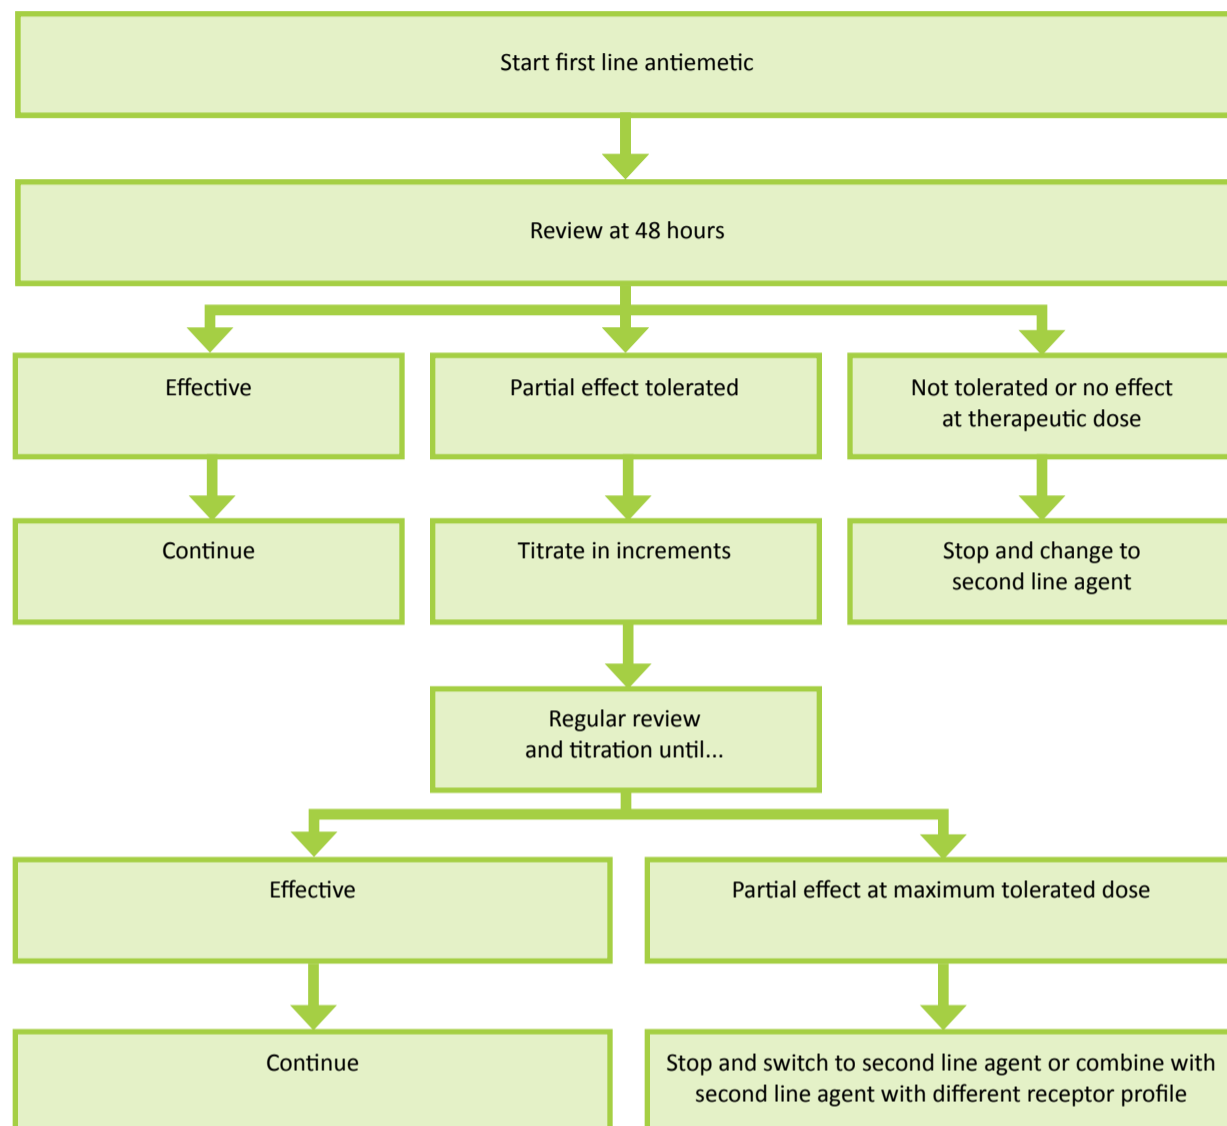 Start first line antiemetic
Review at 48 hours
Effective
Partial effect tolerated
Not tolerated or no effect
at therapeutic dose
Continue
Titrate in increments
Stop and change to
second line agent
Regular review
and titration until...
Effective
Partial effect at maximum tolerated dose
Continue
Stop and switch to second line agent or combine with
second line agent with different receptor profile